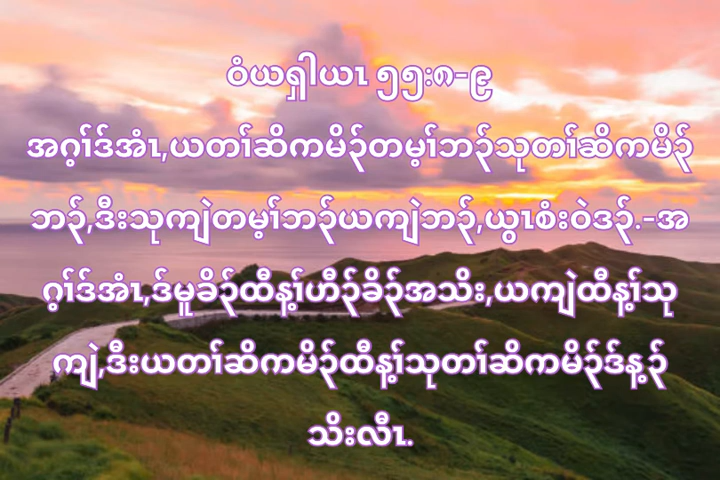 ဝံယရှါယၤ ၅၅:၈-၉
အဂ့ၢ်ဒ်အံၤ,ယတၢ်ဆိကမိၣ်တမ့ၢ်ဘၣ်သုတၢ်ဆိကမိၣ်
ဘၣ်,ဒီးသုကျဲတမ့ၢ်ဘၣ်ယကျဲဘၣ်,ယွၤစံးဝဲဒၣ်.-အ
ဂ့ၢ်ဒ်အံၤ,ဒ်မူခိၣ်ထီန့ၢ်ဟီၣ်ခိၣ်အသိး,ယကျဲထီန့ၢ်သု
ကျဲ,ဒီးယတၢ်ဆိကမိၣ်ထီန့ၢ်သုတၢ်ဆိကမိၣ်ဒ်န့ၣ်
သိးလီၤ.